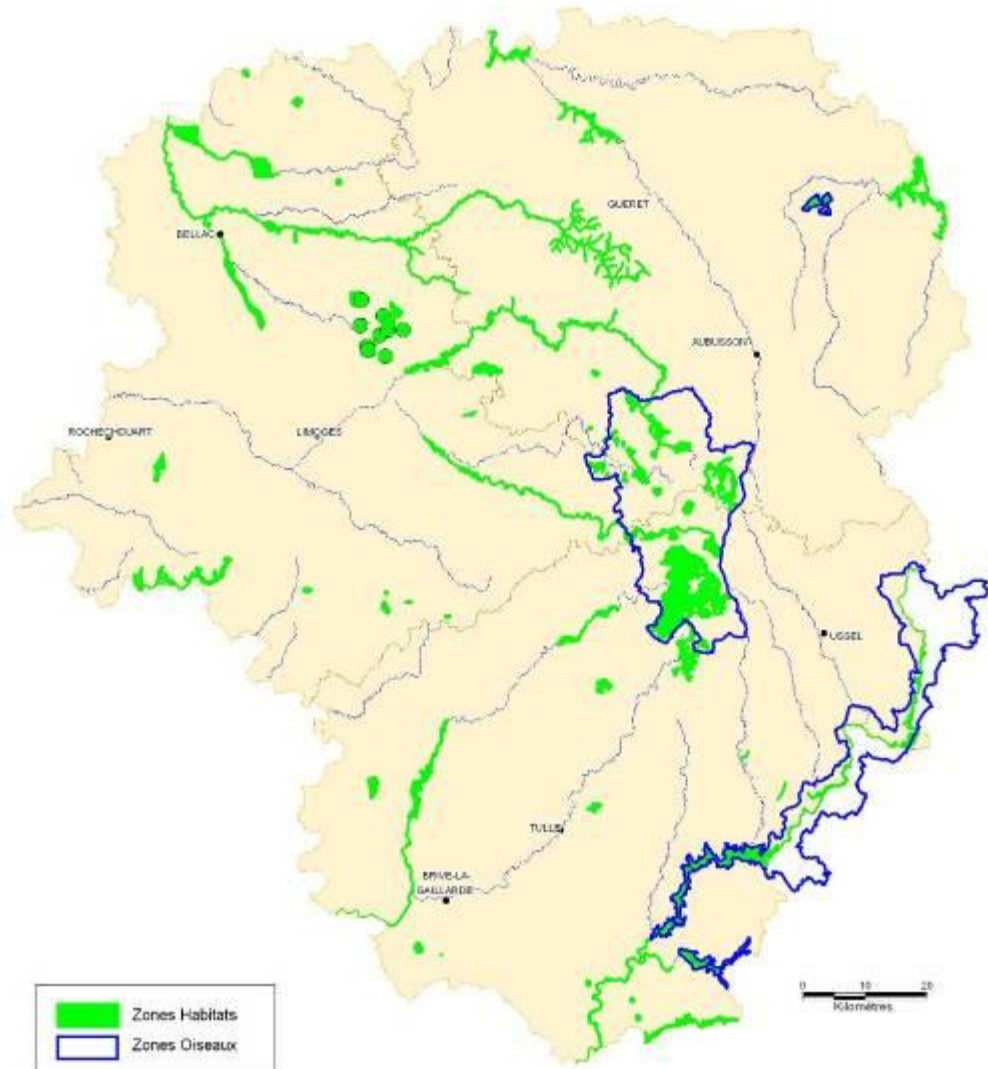 GUERET
BELLAC
AUBUSSON
ROCHECHOUART
LIMOGES
USSEL
TULLE
BRIVE-LA-
GAILLARDE
0 10 20
Kilomètres
Zones Habitats
Zones Oiseaux